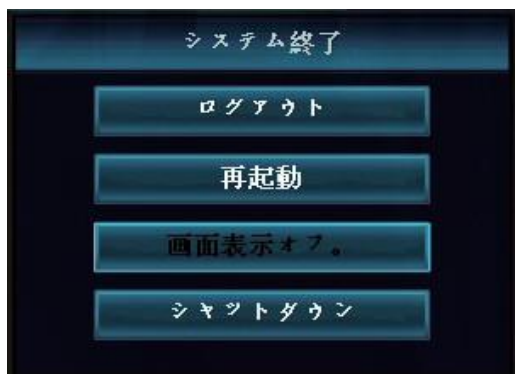 システム終了
ログアウト
再起動
画面表示オフ。
シャットダウン